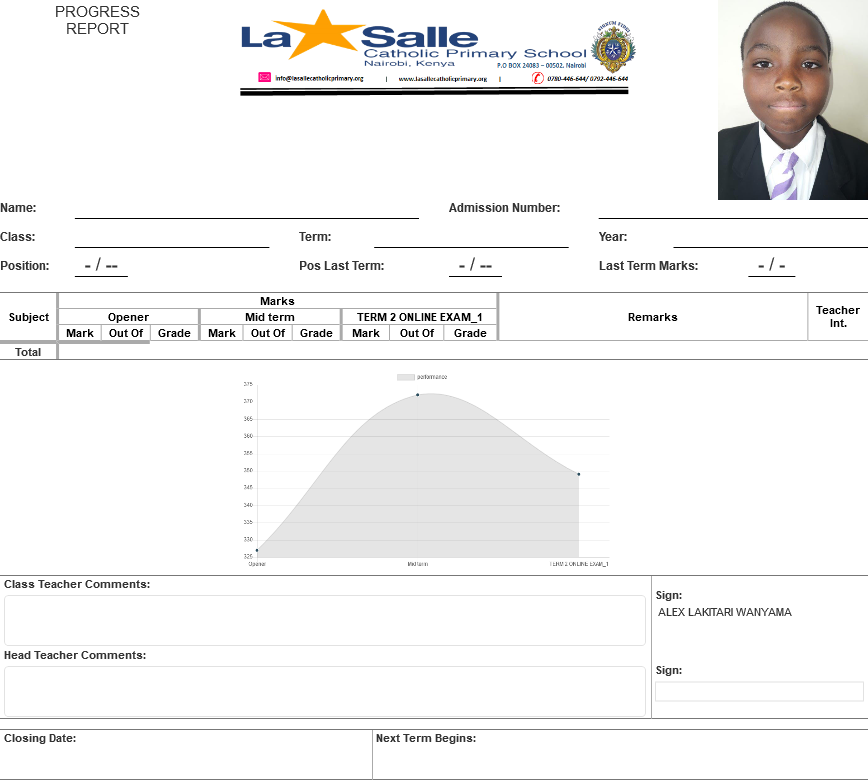 PROGRESS
REPORT
La Salle
Catholic Primary School
Nairobi, Kenya
P.O BOX 24083 – 00502, Nairobi
info@lasallecatholicprimary.org | www.lasallecatholicprimary.org | 0780-446-644/ 0792-446-644
Name: Admission Number:
Class: Term: Year:
Position: - / -- Pos Last Term: - / -- Last Term Marks: - / -
Subject Marks Remarks Teacher Int.
Opener Mid term TERM 2 ONLINE EXAM_1
Mark Out Of Grade Mark Out Of Grade Mark Out Of Grade
Total
performance
375
370
365
360
355
350
345
340
335
330
325
Opener Mid term TERM 2 ONLINE EXAM_1
Class Teacher Comments:
Sign:
ALEX LAKITARI WANYAMA
Head Teacher Comments:
Sign:
Closing Date: Next Term Begins: